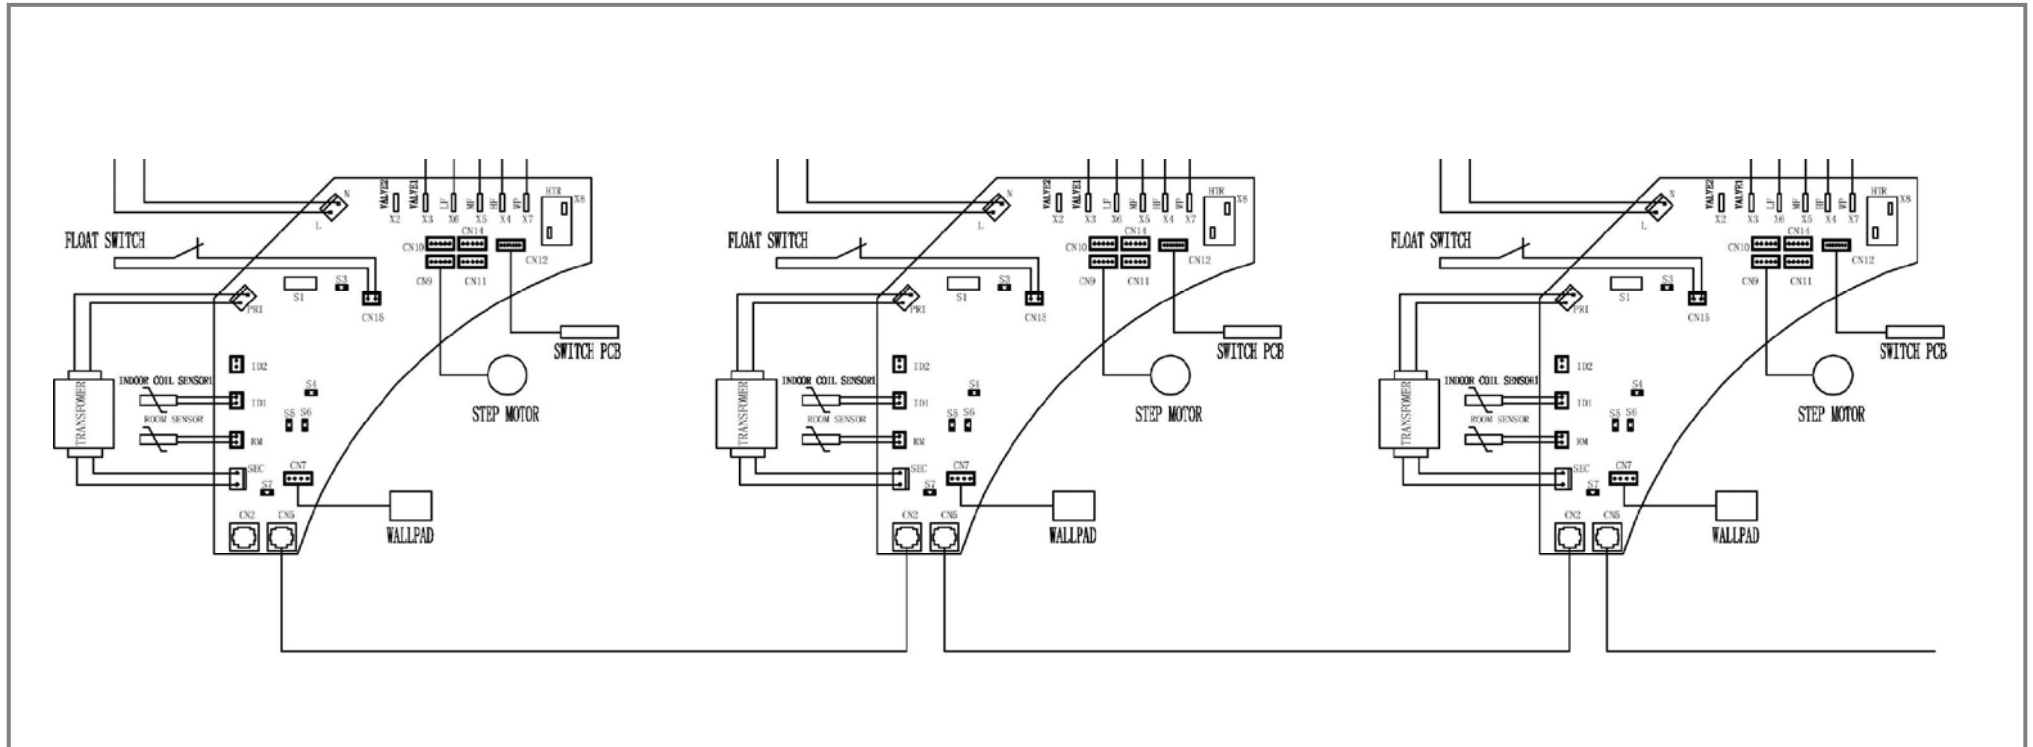 VALVE2 VALVE1 LF MF HF WP HTR
N
X8
L
X2 X3 X6 X5 X4 X7
CN14
FLOAT SWITCH
CN10
CN12
CN9 CN11
S1 S3
CN15
PRI
SWITCH PCB
ID2
INDOOR COIL SENSOR1
S4
ID1
TRANSFOMER
ROOM SENSOR
S5 S6
STEP MOTOR
RM
SEC
CN7
S7
CN2 CN5
WALLPAD
VALVE2 VALVE1 LF MF HF WP HTR
N
X8
L
X2 X3 X6 X5 X4 X7
CN14
FLOAT SWITCH
CN10
CN12
CN9 CN11
S1 S3
CN15
PRI
SWITCH PCB
ID2
INDOOR COIL SENSOR1
S4
ID1
TRANSFOMER
ROOM SENSOR
S5 S6
STEP MOTOR
RM
SEC
CN7
S7
CN2 CN5
WALLPAD
VALVE2 VALVE1 LF MF HF WP HTR
N
X8
L
X2 X3 X6 X5 X4 X7
CN14
FLOAT SWITCH
CN10
CN12
CN9 CN11
S1 S3
CN15
PRI
SWITCH PCB
ID2
INDOOR COIL SENSOR1
S4
ID1
TRANSFOMER
ROOM SENSOR
S5 S6
STEP MOTOR
RM
SEC
CN7
S7
CN2 CN5
WALLPAD